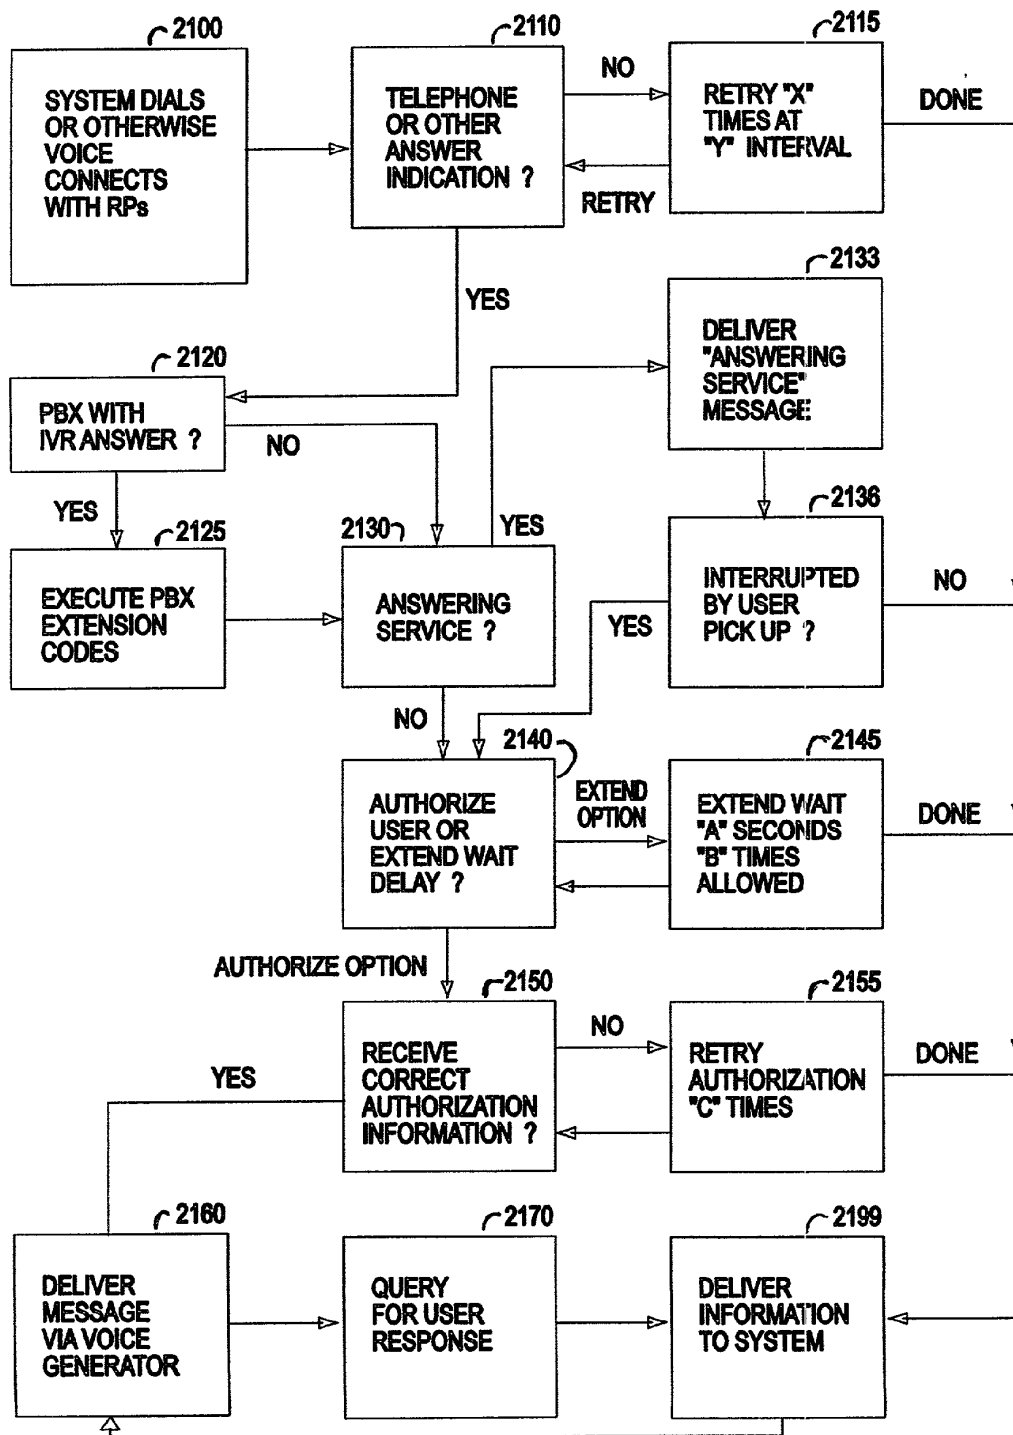 2100
SYSTEM DIALS
OR OTHERWISE
VOICE
CONNECTS
WITH RPs
2110
TELEPHONE
OR OTHER
ANSWER
INDICATION ?
NO
RETRY
2115
RETRY "X"
TIMES AT
"Y" INTERVAL
DONE
YES
2120
PBX WITH
IVR ANSWER ?
NO
YES
2125
EXECUTE PBX
EXTENSION
CODES
2130
ANSWERING
SERVICE ?
YES
NO
2133
DELIVER
"ANSWERING
SERVICE"
MESSAGE
2136
INTERRUPTED
BY USER
PICK UP ?
YES
NO
2140
AUTHORIZE
USER OR
EXTEND WAIT
DELAY ?
EXTEND
OPTION
2145
EXTEND WAIT
"A" SECONDS
"B" TIMES
ALLOWED
DONE
AUTHORIZE OPTION
2150
RECEIVE
CORRECT
AUTHORIZATION
INFORMATION ?
YES
NO
2155
RETRY
AUTHORIZATION
"C" TIMES
DONE
2160
DELIVER
MESSAGE
VIA VOICE
GENERATOR
2170
QUERY
FOR USER
RESPONSE
2199
DELIVER
INFORMATION
TO SYSTEM